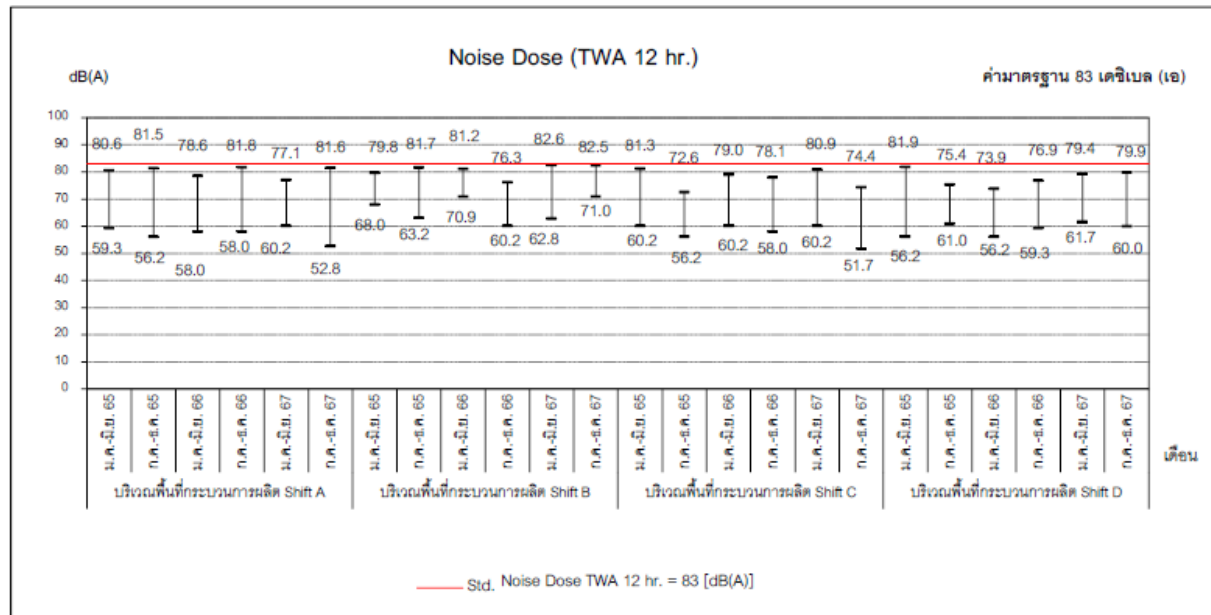 Noise Dose (TWA 12 hr.)
dB(A)
ค่ามาตรฐาน 83 เดซิเบล (เอ)
100
90
80
70
60
50
40
30
20
10
0
80.6 81.5 78.6 81.8 77.1 81.6 79.8 81.7 81.2 76.3 82.6 82.5 81.3 72.6 79.0 78.1 80.9 74.4 81.9 75.4 73.9 76.9 79.4 79.9
59.3 56.2 58.0 58.0 60.2 52.8 68.0 63.2 70.9 60.2 62.8 71.0 60.2 56.2 60.2 58.0 60.2 51.7 56.2 61.0 56.2 59.3 61.7 60.0
ม.ค.-มิ.ย. 65
ก.ค.-ธ.ค. 65
ม.ค.-มิ.ย. 66
ก.ค.-ธ.ค. 66
ม.ค.-มิ.ย. 67
ก.ค.-ธ.ค. 67
ม.ค.-มิ.ย. 65
ก.ค.-ธ.ค. 65
ม.ค.-มิ.ย. 66
ก.ค.-ธ.ค. 66
ม.ค.-มิ.ย. 67
ก.ค.-ธ.ค. 67
ม.ค.-มิ.ย. 65
ก.ค.-ธ.ค. 65
ม.ค.-มิ.ย. 66
ก.ค.-ธ.ค. 66
ม.ค.-มิ.ย. 67
ก.ค.-ธ.ค. 67
ม.ค.-มิ.ย. 65
ก.ค.-ธ.ค. 65
ม.ค.-มิ.ย. 66
ก.ค.-ธ.ค. 66
ม.ค.-มิ.ย. 67
ก.ค.-ธ.ค. 67
เดือน
บริเวณพื้นที่กระบวนการผลิต Shift A
บริเวณพื้นที่กระบวนการผลิต Shift B
บริเวณพื้นที่กระบวนการผลิต Shift C
บริเวณพื้นที่กระบวนการผลิต Shift D
Std. Noise Dose TWA 12 hr. = 83 [dB(A)]